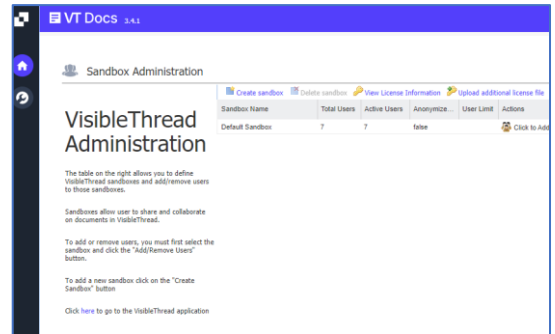 VT Docs 3.4.1
Sandbox Administration
Create sandbox Delete sandbox View License Information Upload additional license file
Sandbox Name Total Users Active Users Anonymize... User Limit Actions
Default Sandbox 7 7 false Click to Add
VisibleThread
Administration
The table on the right allows you to define
VisibleThread sandboxes and add/remove users
to those sandboxes.
Sandboxes allow user to share and collaborate
on documents in VisibleThread.
To add or remove users, you must first select the
sandbox and click the "Add/Remove Users"
button.
To add a new sandbox click on the "Create
Sandbox" button
Click here to go to the VisibleThread application